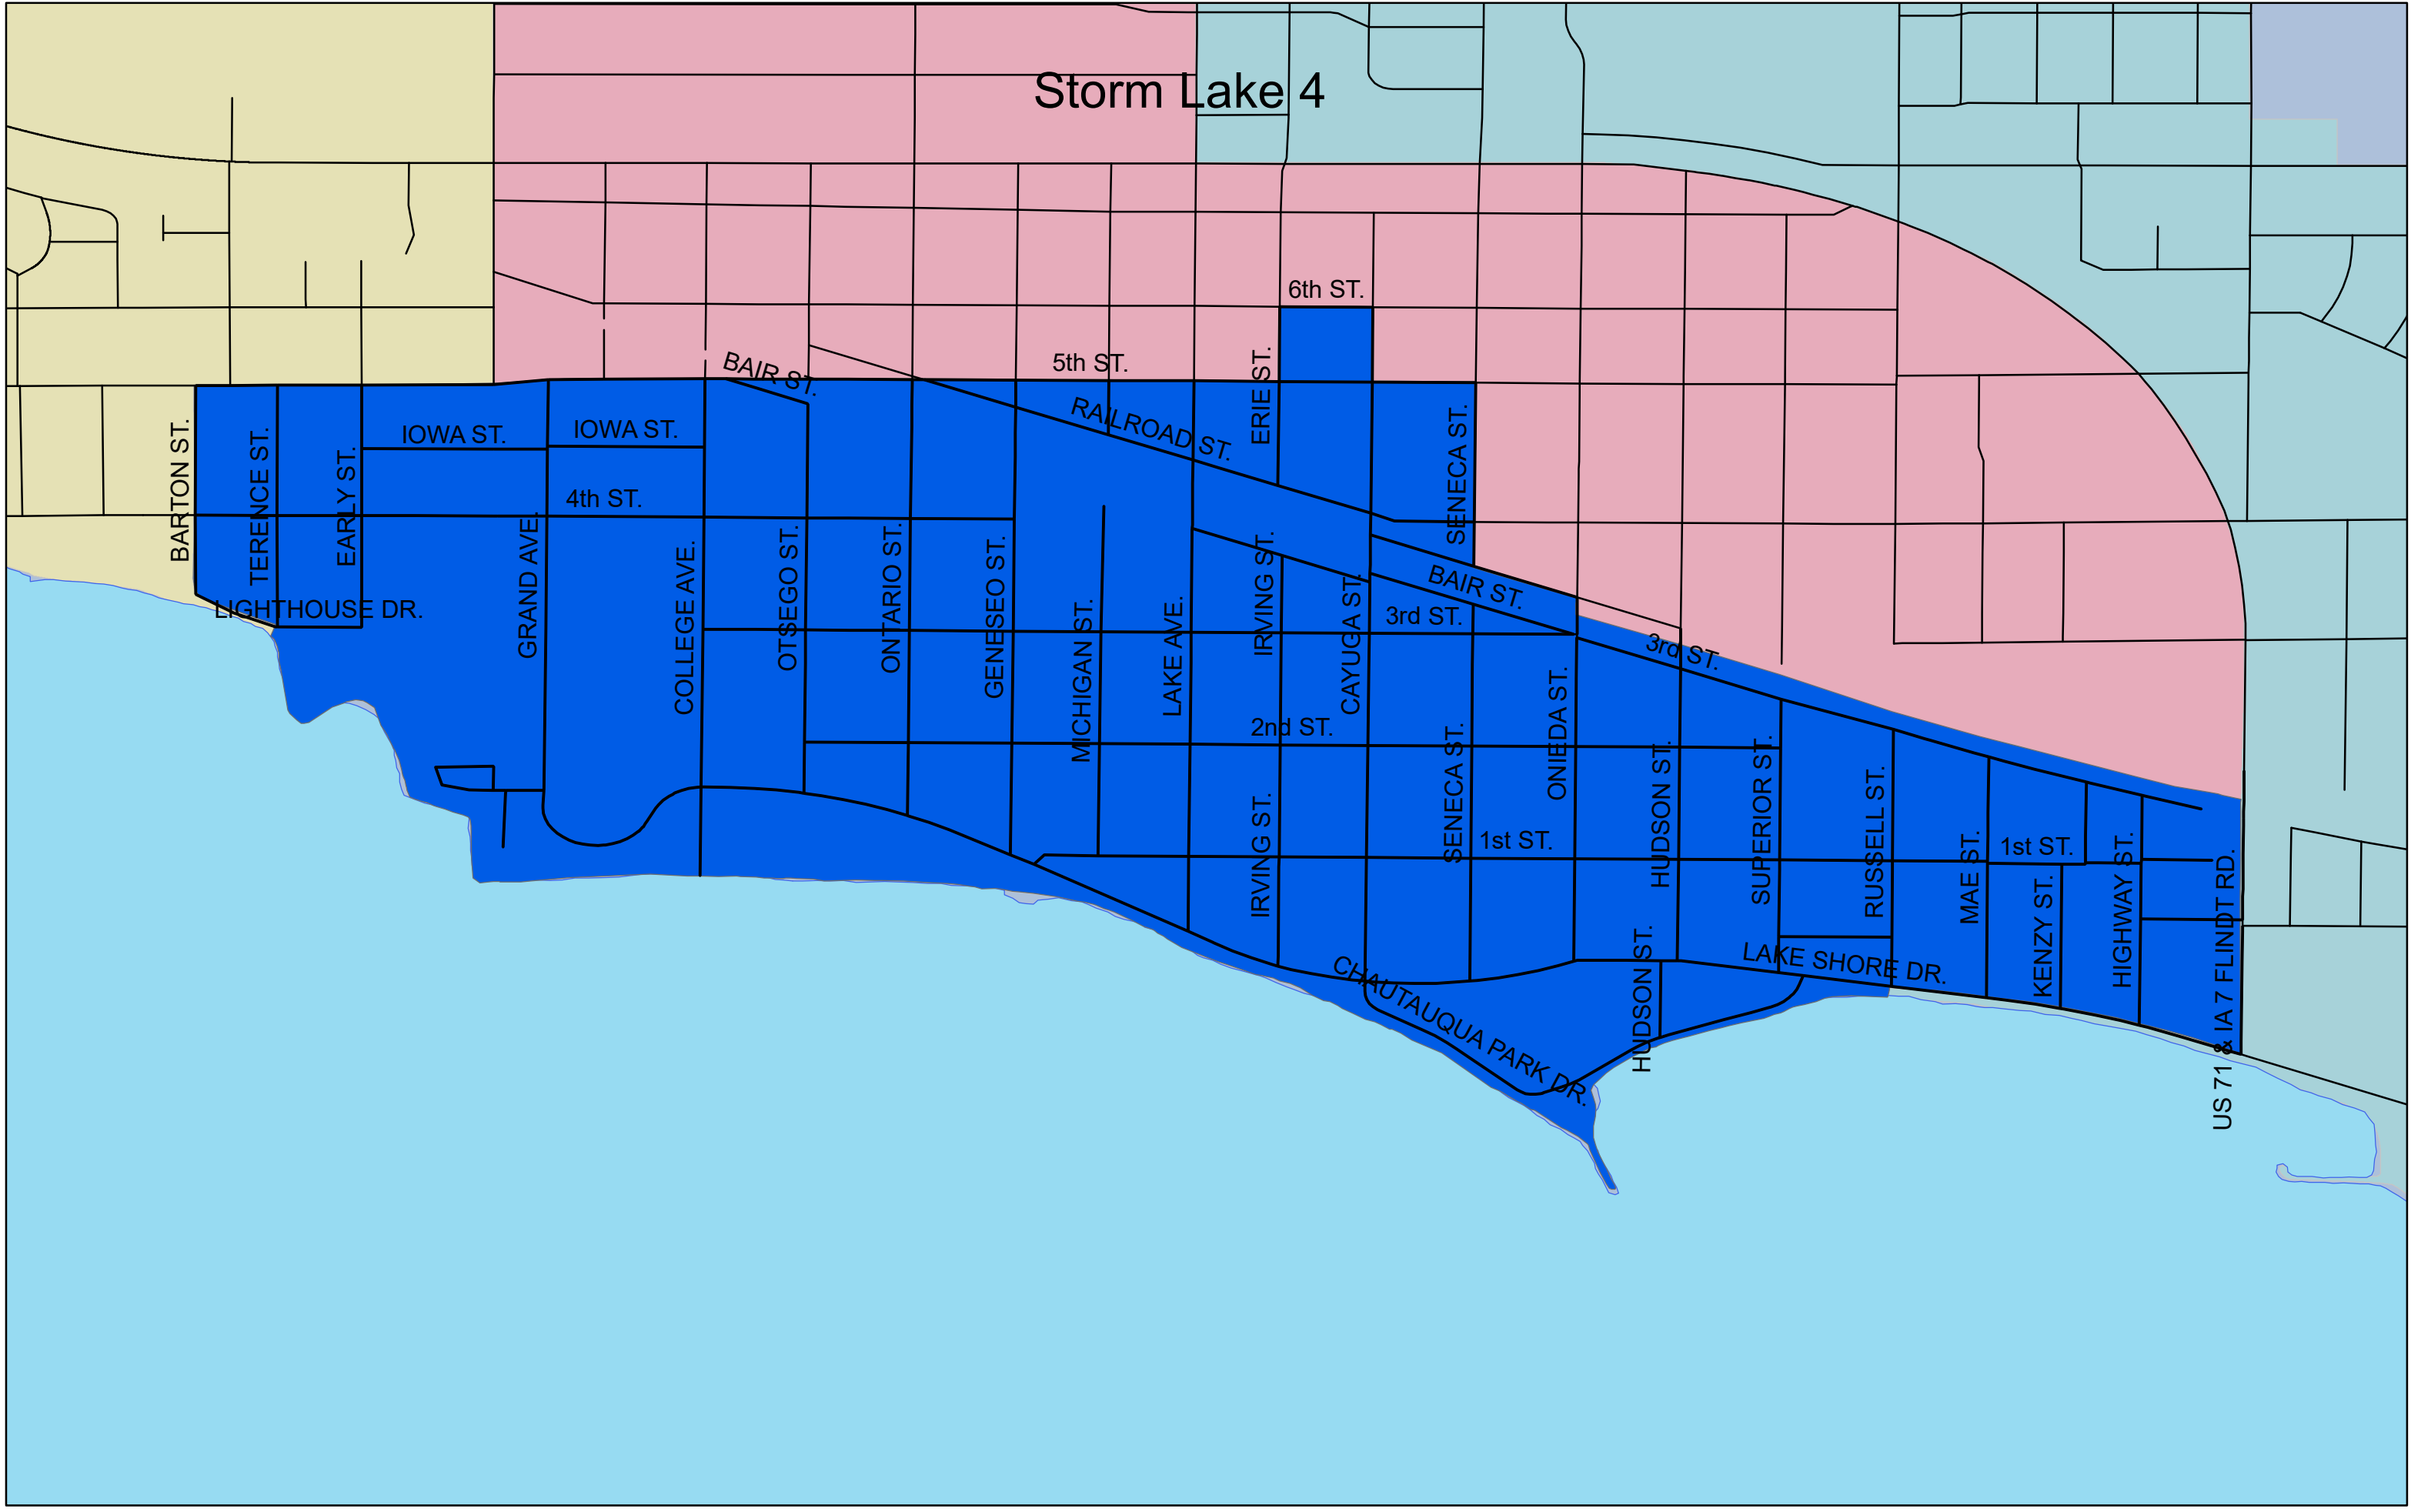 Storm Lake 4
6th ST.
5th ST.
BAIR ST.
ERIE ST.
RAILROAD ST.
SENECA ST.
IOWA ST.
IOWA ST.
BARTON ST.
TERENCE ST.
EARLY ST.
4th ST.
GRAND AVE.
COLLEGE AVE.
OTSEGO ST.
ONTARIO ST.
GENESEO ST.
MICHIGAN ST.
LAKE AVE.
IRVING ST.
CAYUGA ST.
BAIR ST.
3rd ST.
3rd ST.
LIGHTHOUSE DR.
2nd ST.
SENECA ST.
ONIEDA ST.
HUDSON ST.
SUPERIOR ST.
RUSSELL ST.
IRVING ST.
1st ST.
MAE ST.
1st ST.
KENZY ST.
HIGHWAY ST.
US 71 & IA 7 FLINDT RD.
LAKE SHORE DR.
HUDSON ST.
CHAUTAUQUA PARK DR.